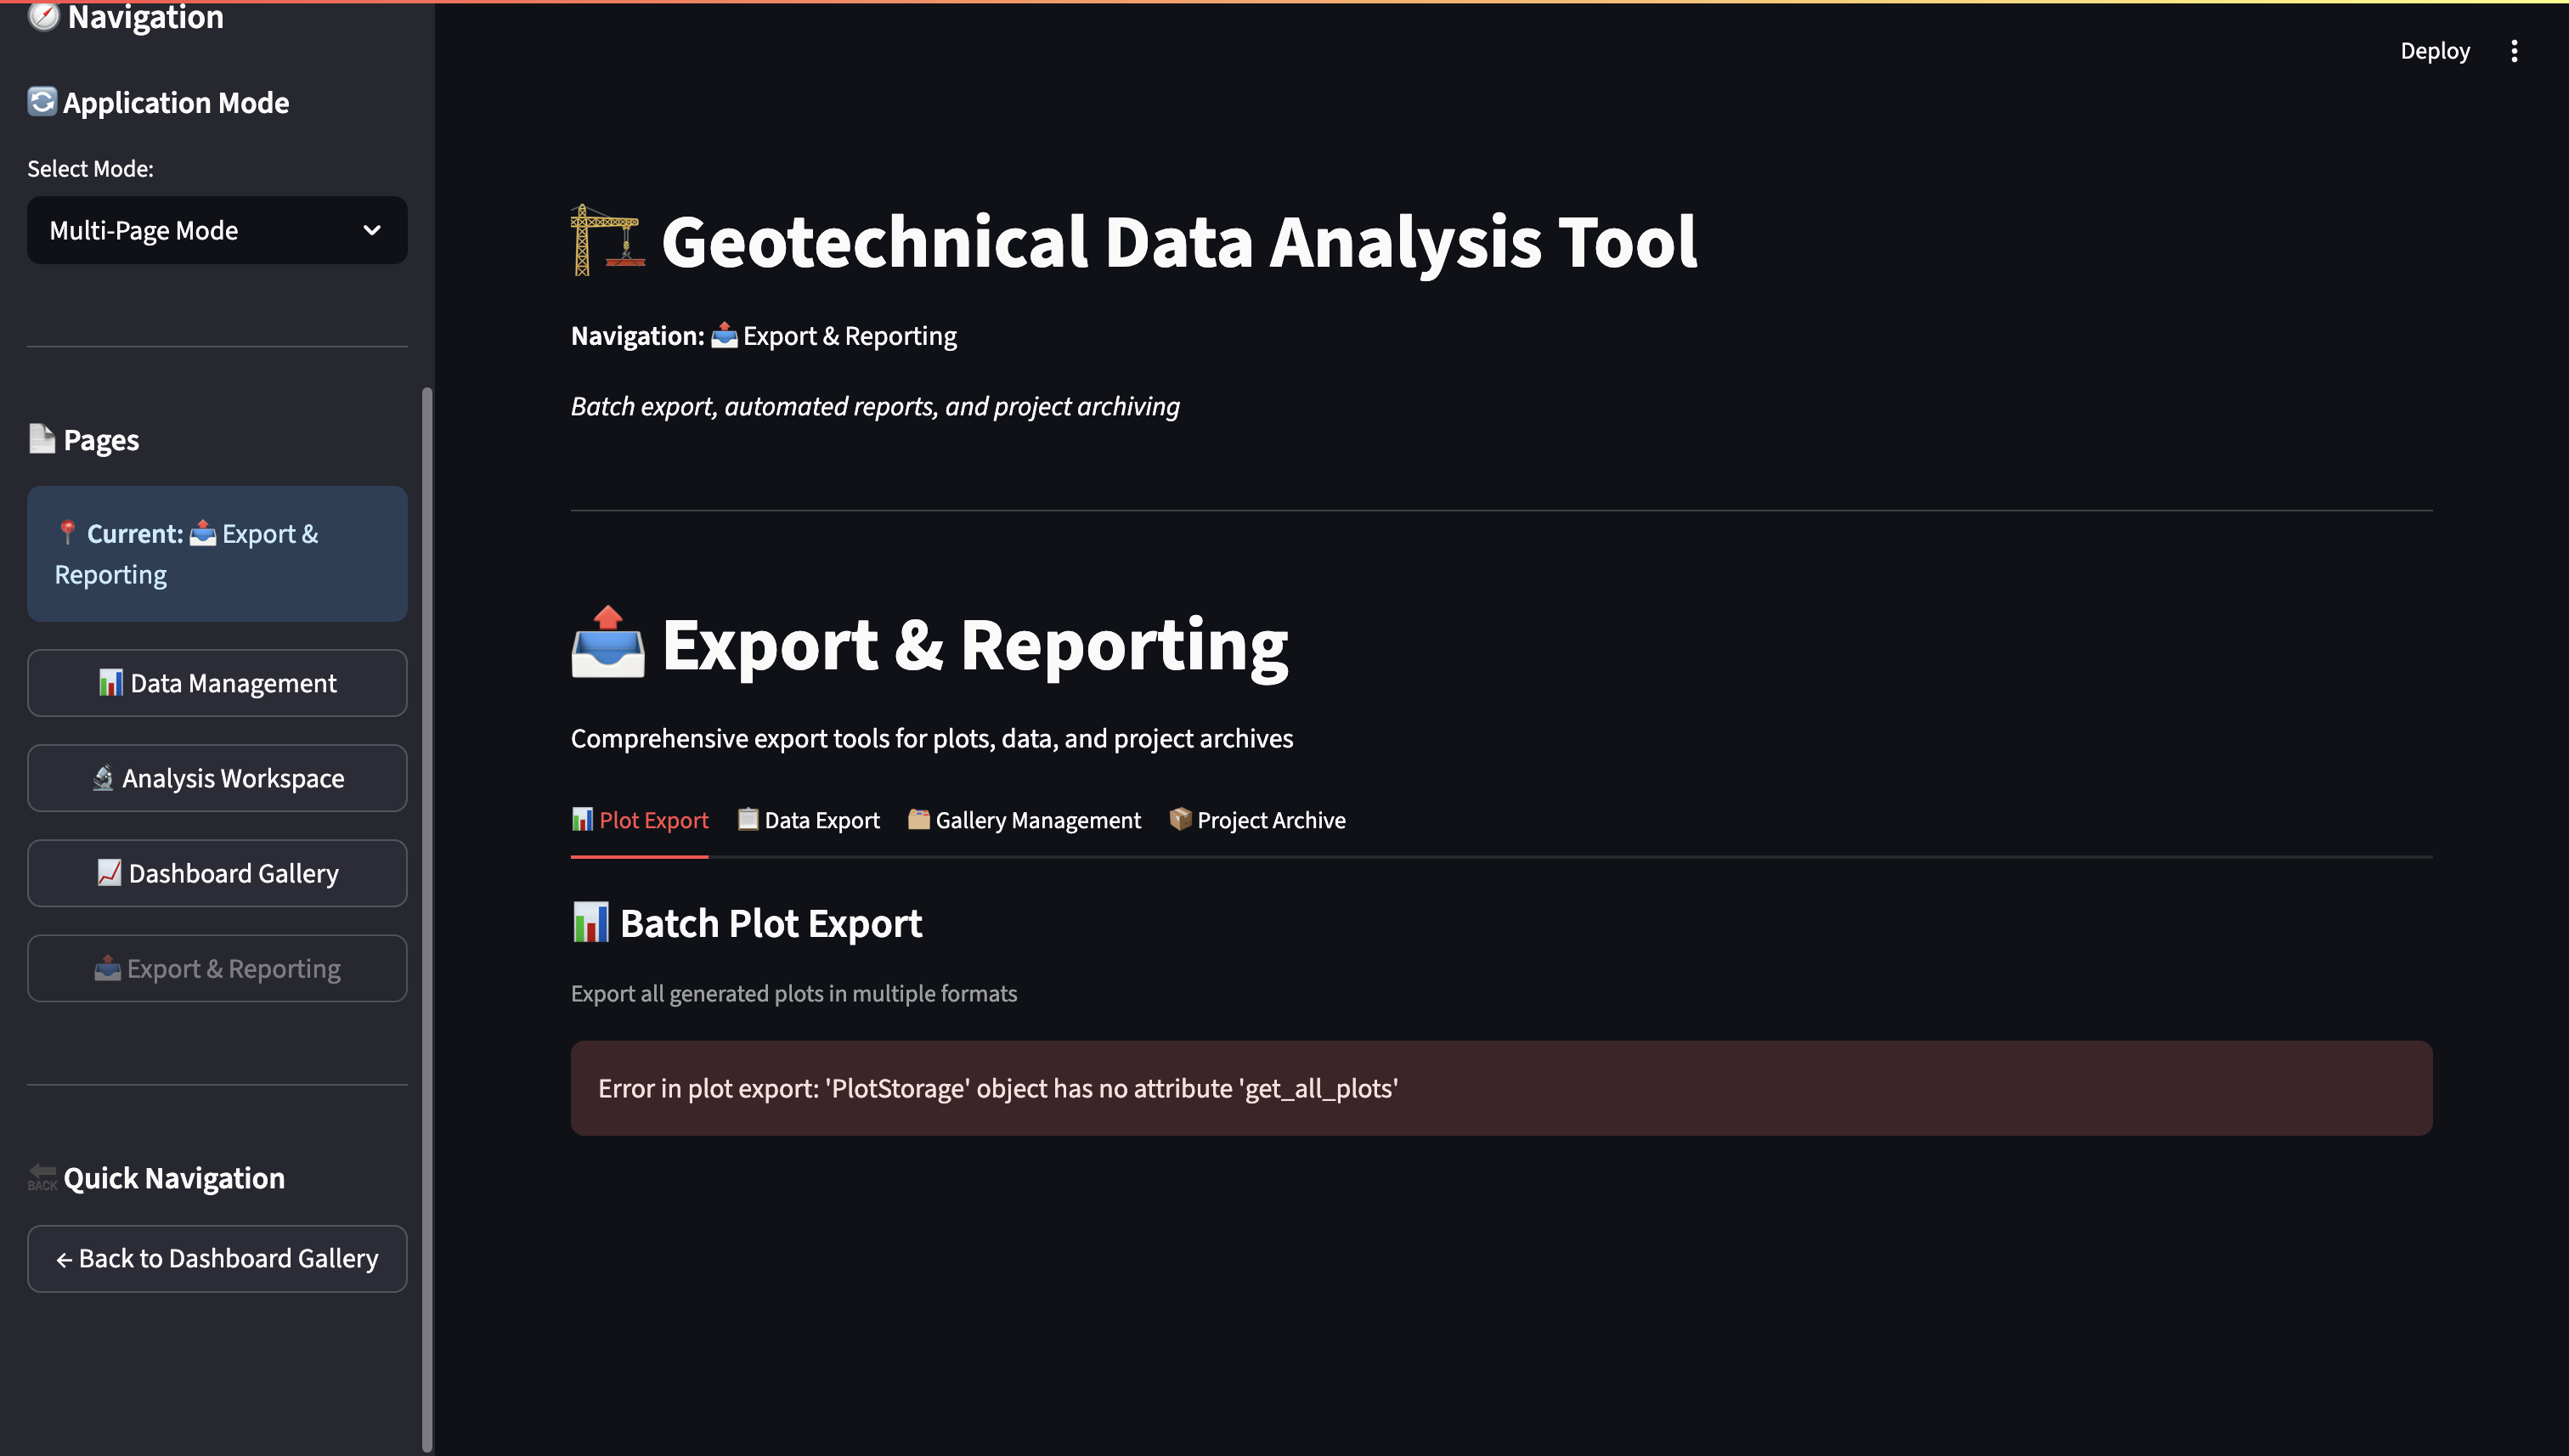 Navigation
Application Mode
Select Mode:
Multi-Page Mode
Pages
Current: Export &
Reporting
Data Management
Analysis Workspace
Dashboard Gallery
Export & Reporting
BACK Quick Navigation
← Back to Dashboard Gallery
Deploy
Geotechnical Data Analysis Tool
Navigation: Export & Reporting
Batch export, automated reports, and project archiving
Export & Reporting
Comprehensive export tools for plots, data, and project archives
Plot Export Data Export Gallery Management Project Archive
Batch Plot Export
Export all generated plots in multiple formats
Error in plot export: 'PlotStorage' object has no attribute 'get_all_plots'